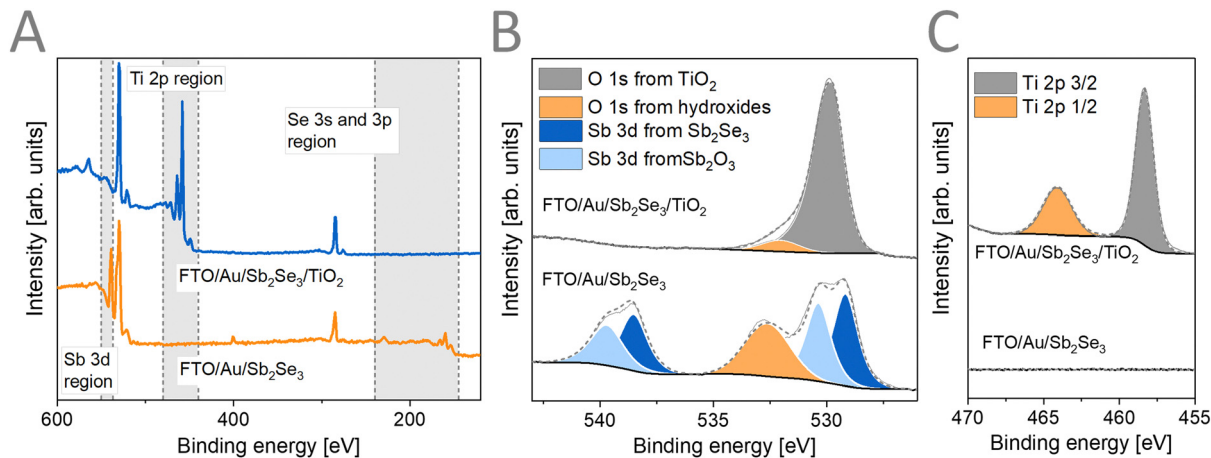 A
Intensity [arb. units]
Ti 2p region
Se 3s and 3p
region
FTO/Au/Sb₂Se₃/TiO₂
Sb 3d
region
FTO/Au/Sb₂Se₃
600
400
200
Binding energy [eV]
B
Intensity [arb. units]
O 1s from TiO₂
O 1s from hydroxides
Sb 3d from Sb₂Se₃
Sb 3d fromSb₂O₃
FTO/Au/Sb₂Se₃/TiO₂
FTO/Au/Sb₂Se₃
540
535
530
Binding energy [eV]
C
Intensity [arb. units]
Ti 2p 3/2
Ti 2p 1/2
FTO/Au/Sb₂Se₃/TiO₂
FTO/Au/Sb₂Se₃
470
465
460
455
Binding energy [eV]